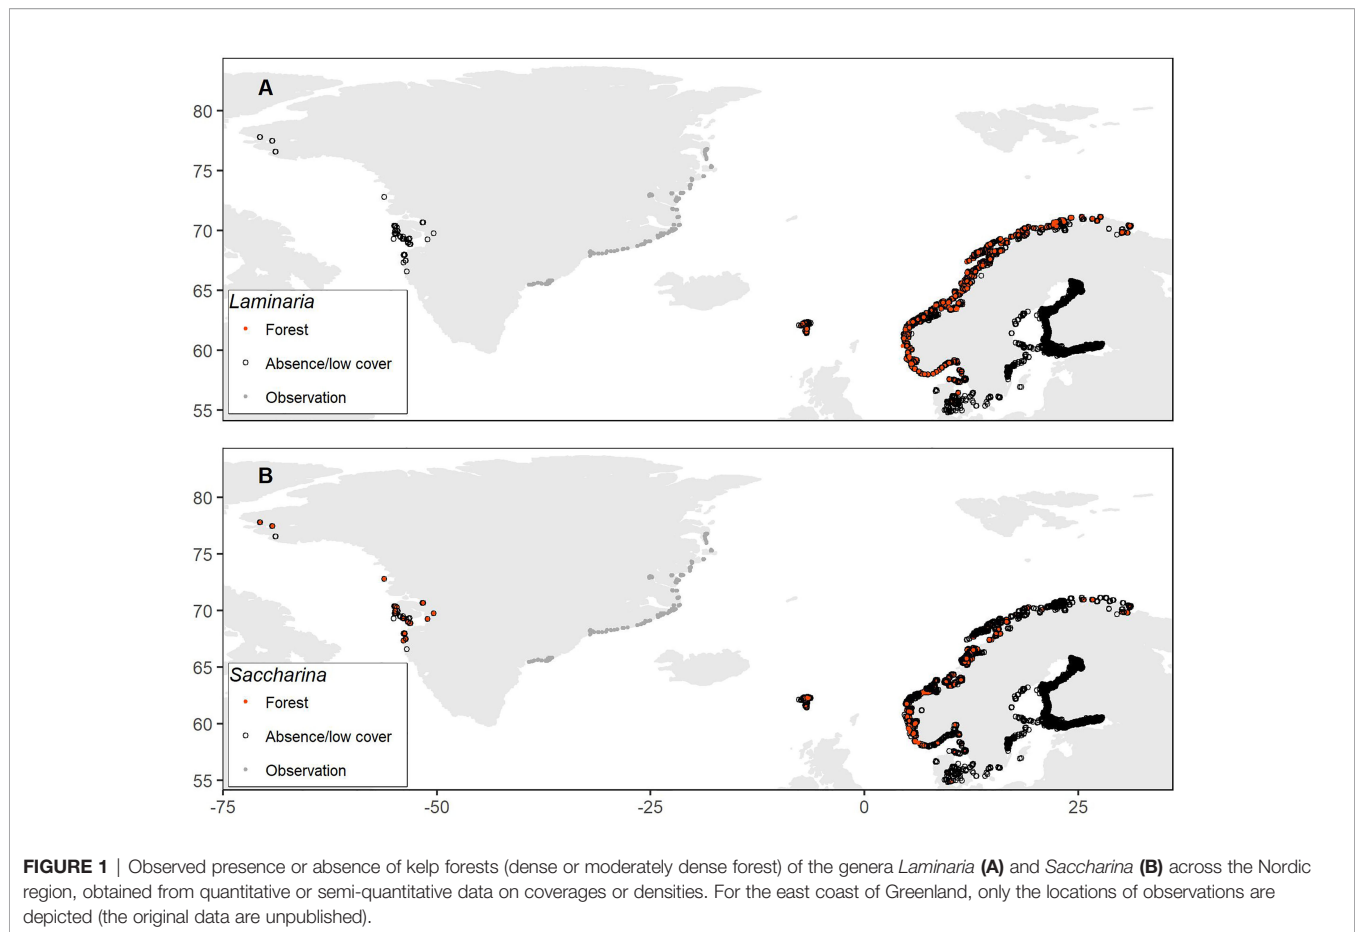 A
80
75
70
65
60
55
Laminaria
Forest
Absence/low cover
Observation
B
80
75
70
65
60
55
Saccharina
Forest
Absence/low cover
Observation
-75
-50
-25
0
25
FIGURE 1 | Observed presence or absence of kelp forests (dense or moderately dense forest) of the genera Laminaria (A) and Saccharina (B) across the Nordic
region, obtained from quantitative or semi-quantitative data on coverages or densities. For the east coast of Greenland, only the locations of observations are
depicted (the original data are unpublished).